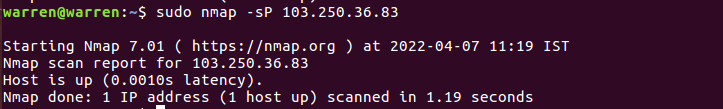 warren@warren:~$ sudo nmap -sP 103.250.36.83
Starting Nmap 7.01 ( https://nmap.org ) at 2022-04-07 11:19 IST
Nmap scan report for 103.250.36.83
Host is up (0.0010s latency).
Nmap done: 1 IP address (1 host up) scanned in 1.19 seconds